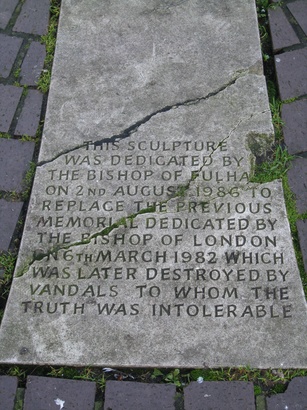 THIS SCULPTURE
WAS DEDICATED BY
THE BISHOP OF FULHAM
ON 2ND AUGUST 1986 TO
REPLACE THE PREVIOUS
MEMORIAL DEDICATED BY
THE BISHOP OF LONDON
ON 6TH MARCH 1982 WHICH
WAS LATER DESTROYED BY
VANDALS TO WHOM THE
TRUTH WAS INTOLERABLE